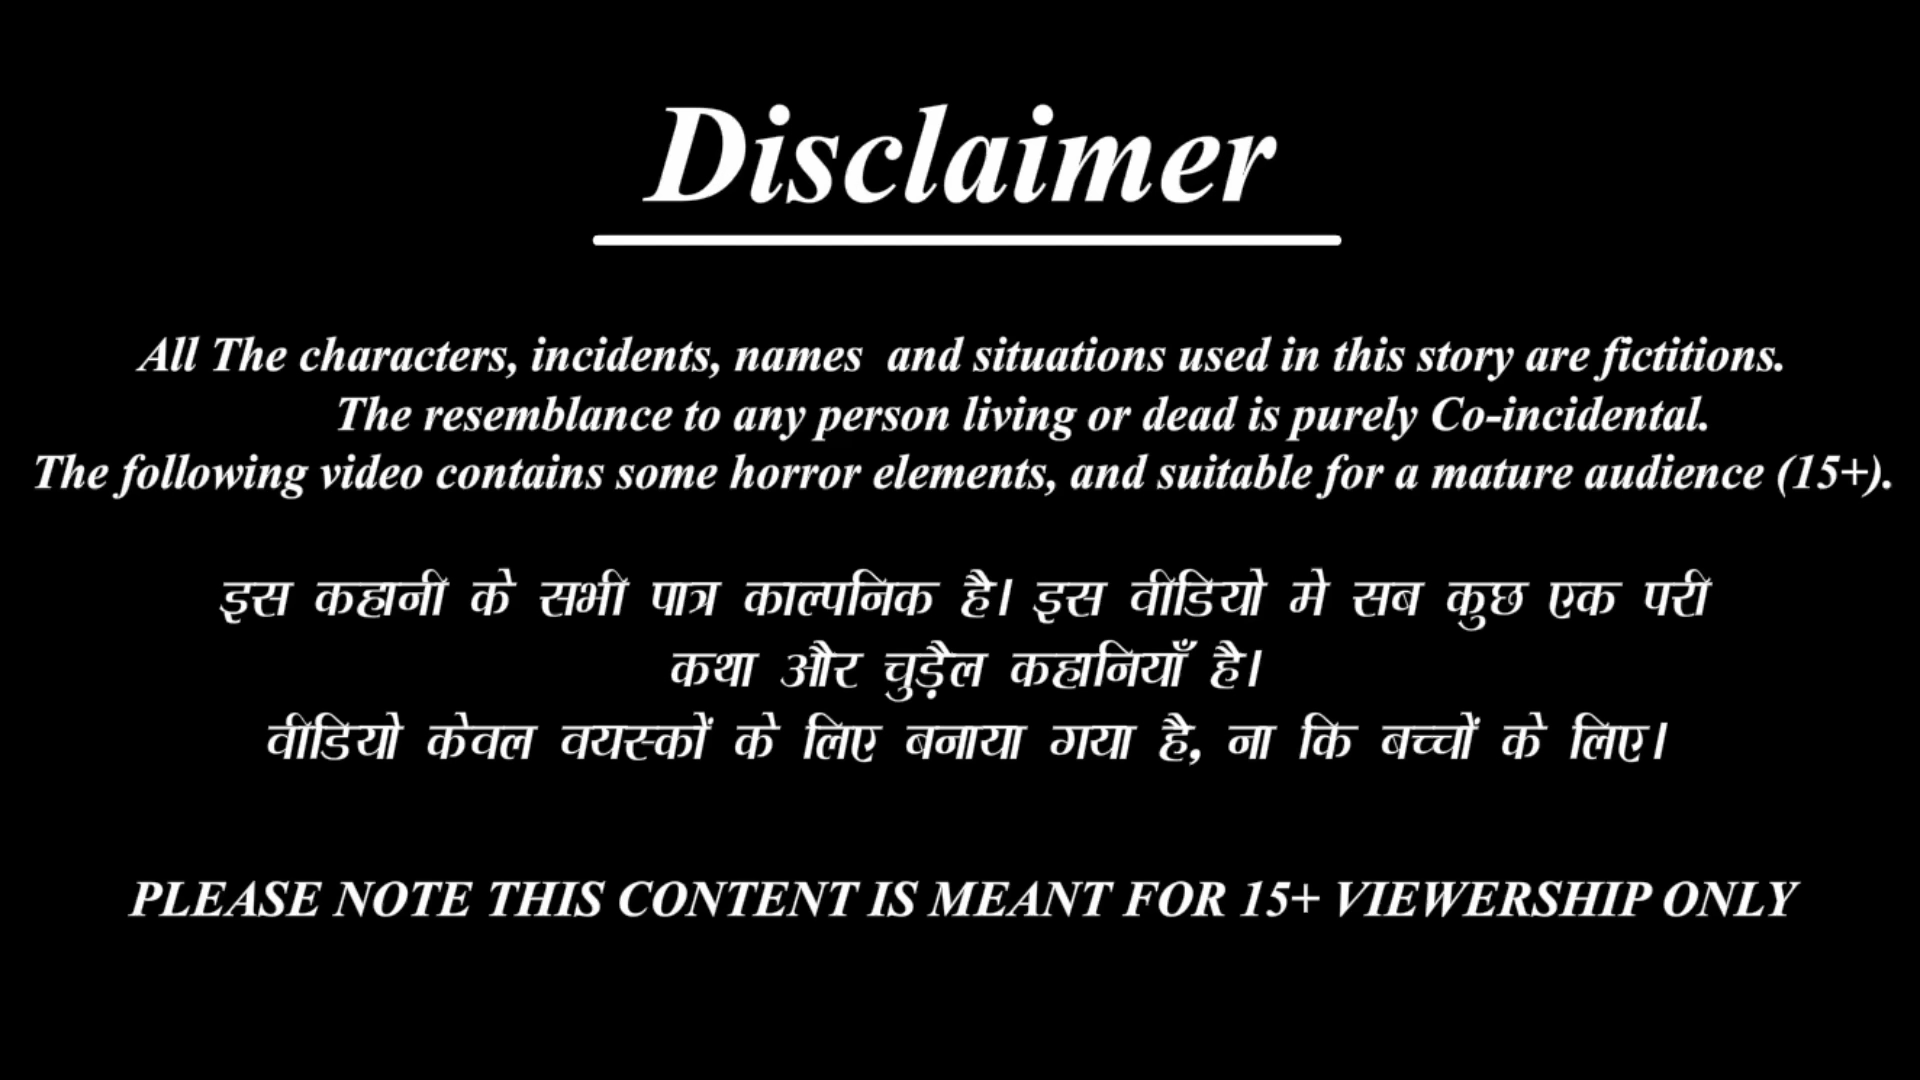 Disclaimer
All The characters, incidents, names and situations used in this story are fictitions.
The resemblance to any person living or dead is purely Co-incidental.
The following video contains some horror elements, and suitable for a mature audience (15+).
इस कहानी के सभी पात्र काल्पनिक है। इस वीडियो मे सब कुछ एक परी
कथा और चुड़ैल कहानियाँ है।
वीडियो केवल वयस्कों के लिए बनाया गया है, ना कि बच्चों के लिए।
PLEASE NOTE THIS CONTENT IS MEANT FOR 15+ VIEWERSHIP ONLY